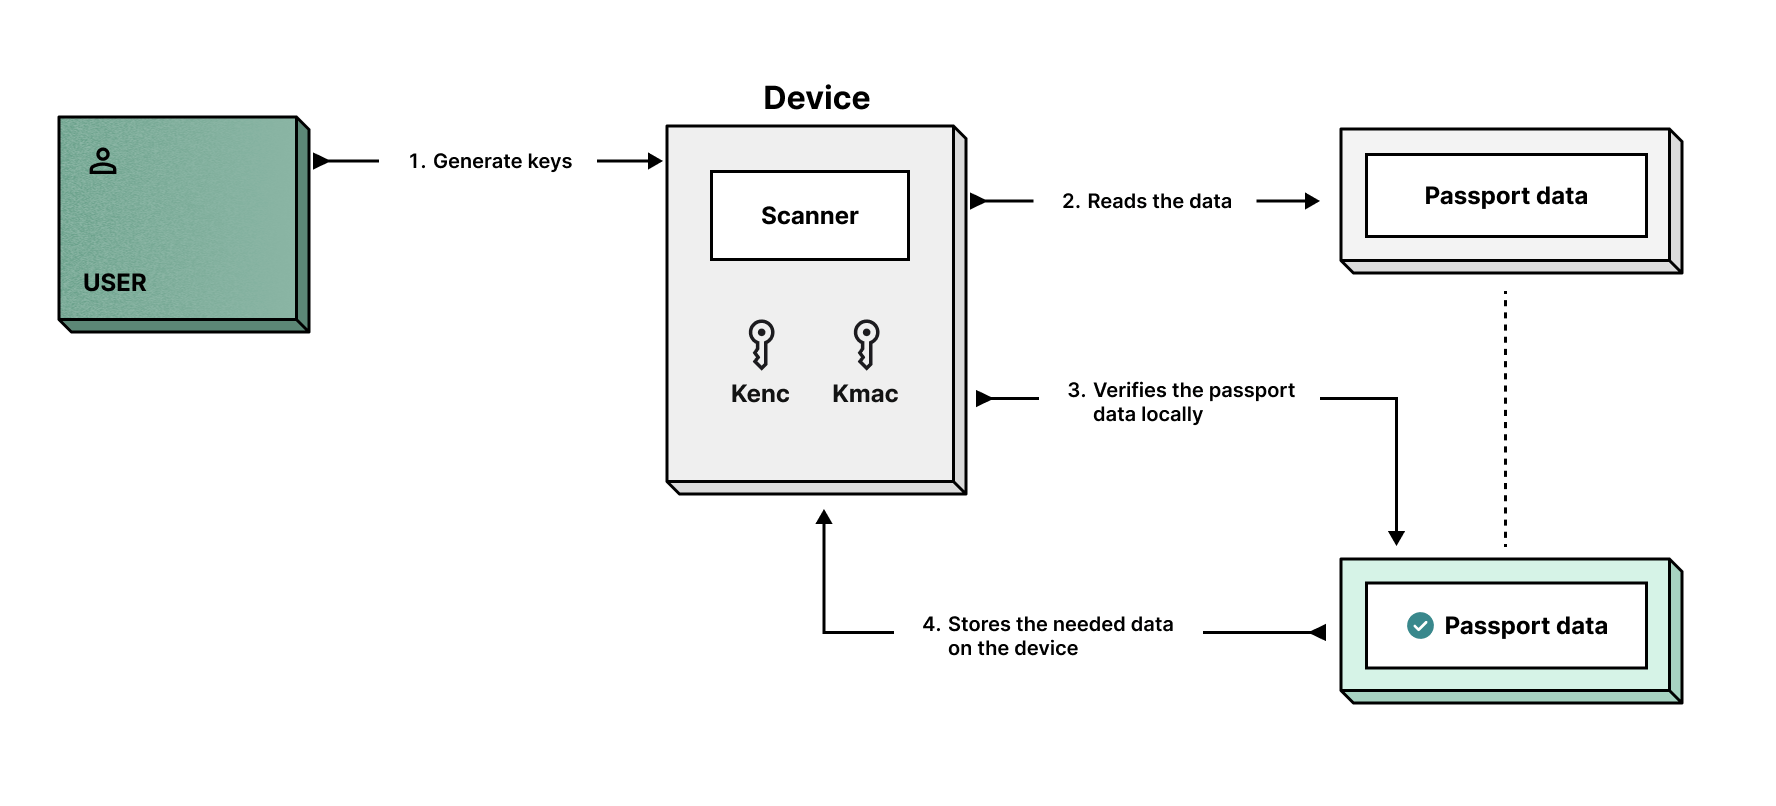 Device
USER
1. Generate keys
Scanner
Kenc
Kmac
2. Reads the data
Passport data
3. Verifies the passport
data locally
4. Stores the needed data
on the device
Passport data